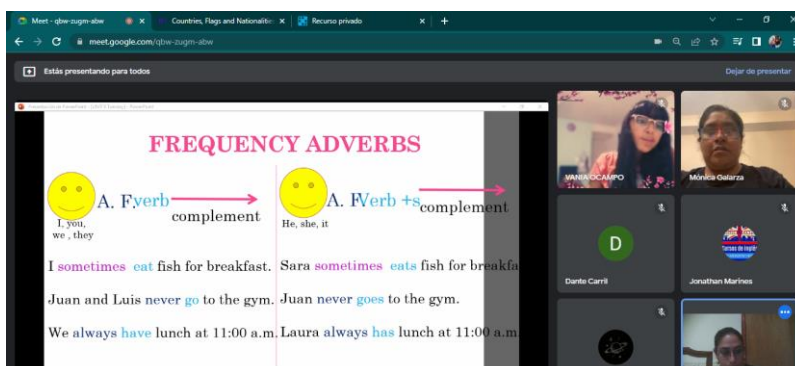 Meet - qbw-zugm-abw
Countries, Flags and Nationalitie
Recurso privado
meet.google.com/qbw-zugm-abw
Estás presentando para todos
Dejar de presentar
FREQUENCY ADVERBS
A. F.verb
complement
I, you,
we , they
A. F
Verb +s
complement
He, she, it
I sometimes eat fish for breakfast.
Juan and Luis never go to the gym.
We always have lunch at 11:00 a.m.
Sara sometimes eats fish for breakfa
Juan never goes to the gym.
Laura always has lunch at 11:00 a.m
VANIA OCAMPO
Mónica Galarza
D
Dante Carril
Jonathan Marines